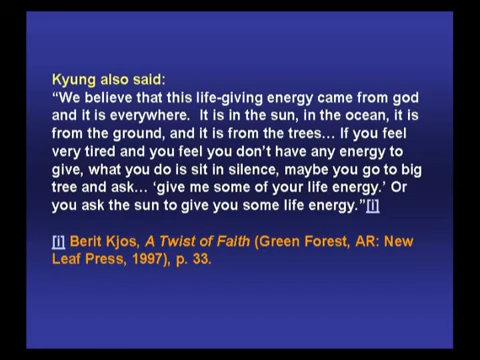 Kyung also said:
“We believe that this life-giving energy came from god
and it is everywhere.  It is in the sun, in the ocean, it is
from the ground, and it is from the trees… If you feel
very tired and you feel you don’t have any energy to
give, what you do is sit in silence, maybe you go to big
tree and ask… ‘give me some of your life energy.’ Or
you ask the sun to give you some life energy.”[i]
[i] Berit Kjos, A Twist of Faith (Green Forest, AR: New
Leaf Press, 1997), p. 33.